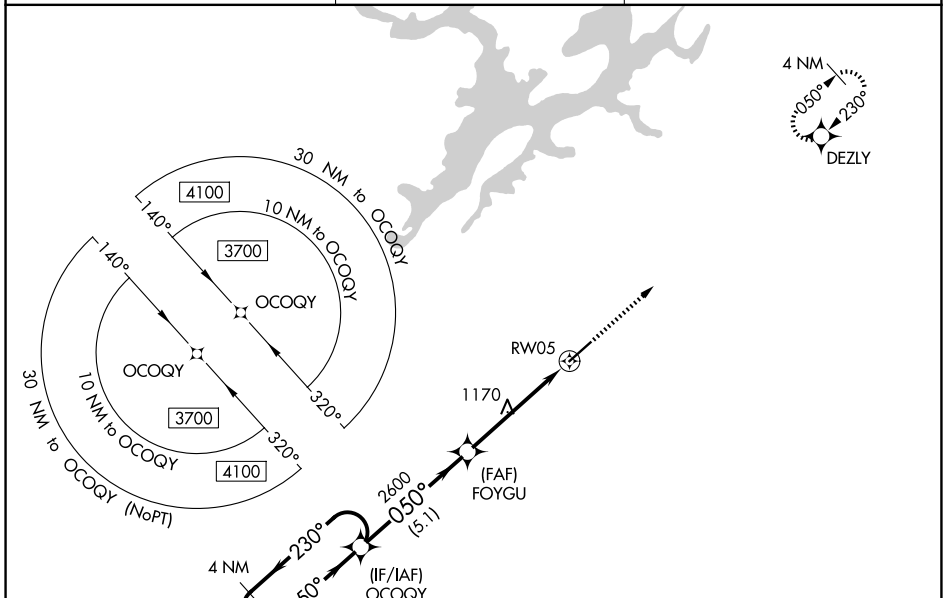 4 NM
050°
230°
DEZLY
30 NM to OCOQY
4100
140°
10 NM to OCOQY
3700
OCOQY
320°
140°
OCOQY
3700
10 NM to OCOQY
320°
4100
30 NM to OCOQY (NoPT)
RW05
1170
(FAF)
FOYGU
2600
050°
(5.1)
230°
4 NM
50°
(IF/IAF)
OCOQY